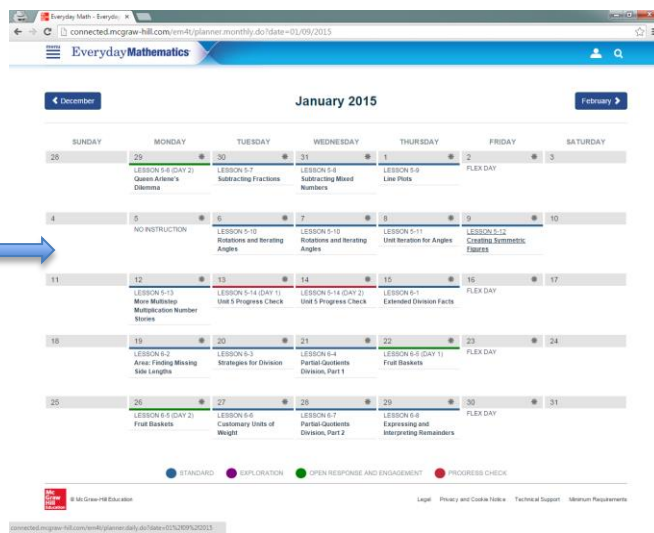 Everyday Math - Everyday
connected.mcgraw-hill.com/em4t/planner.monthly.do?date=01/09/2015
EverydayMathematics
December
January 2015
February
SUNDAY MONDAY TUESDAY WEDNESDAY THURSDAY FRIDAY SATURDAY
28 29 30 31 1 2 3
LESSON 5-6 (DAY 2)
Queen Arlene's
Dilemma
LESSON 5-7
Subtracting Fractions
LESSON 5-8
Subtracting Mixed
Numbers
LESSON 5-9
Line Plots
FLEX DAY
4 5 6 7 8 9 10
NO INSTRUCTION
LESSON 5-10
Rotations and Iterating
Angles
LESSON 5-10
Rotations and Iterating
Angles
LESSON 5-11
Unit Iteration for Angles
LESSON 5-12
Creating Symmetric
Figures
11 12 13 14 15 16 17
LESSON 5-13
More Multistep
Multiplication Number
Stories
LESSON 5-14 (DAY 1)
Unit 5 Progress Check
LESSON 5-14 (DAY 2)
Unit 5 Progress Check
LESSON 6-1
Extended Division Facts
FLEX DAY
18 19 20 21 22 23 24
LESSON 6-2
Area: Finding Missing
Side Lengths
LESSON 6-3
Strategies for Division
LESSON 6-4
Partial-Quotients
Division, Part 1
LESSON 6-5 (DAY 1)
Fruit Baskets
FLEX DAY
25 26 27 28 29 30 31
LESSON 6-5 (DAY 2)
Fruit Baskets
LESSON 6-6
Customary Units of
Weight
LESSON 6-7
Partial-Quotients
Division, Part 2
LESSON 6-8
Expressing and
Interpreting Remainders
FLEX DAY
STANDARD EXPLORATION OPEN RESPONSE AND ENGAGEMENT PROGRESS CHECK
Mc
Graw
Hill
Education
© McGraw-Hill Education
Legal Privacy and Cookie Notice Technical Support Minimum Requirements
connected.mcgraw-hill.com/em4t/planner.daily.do?date=01%2f09%2f2015